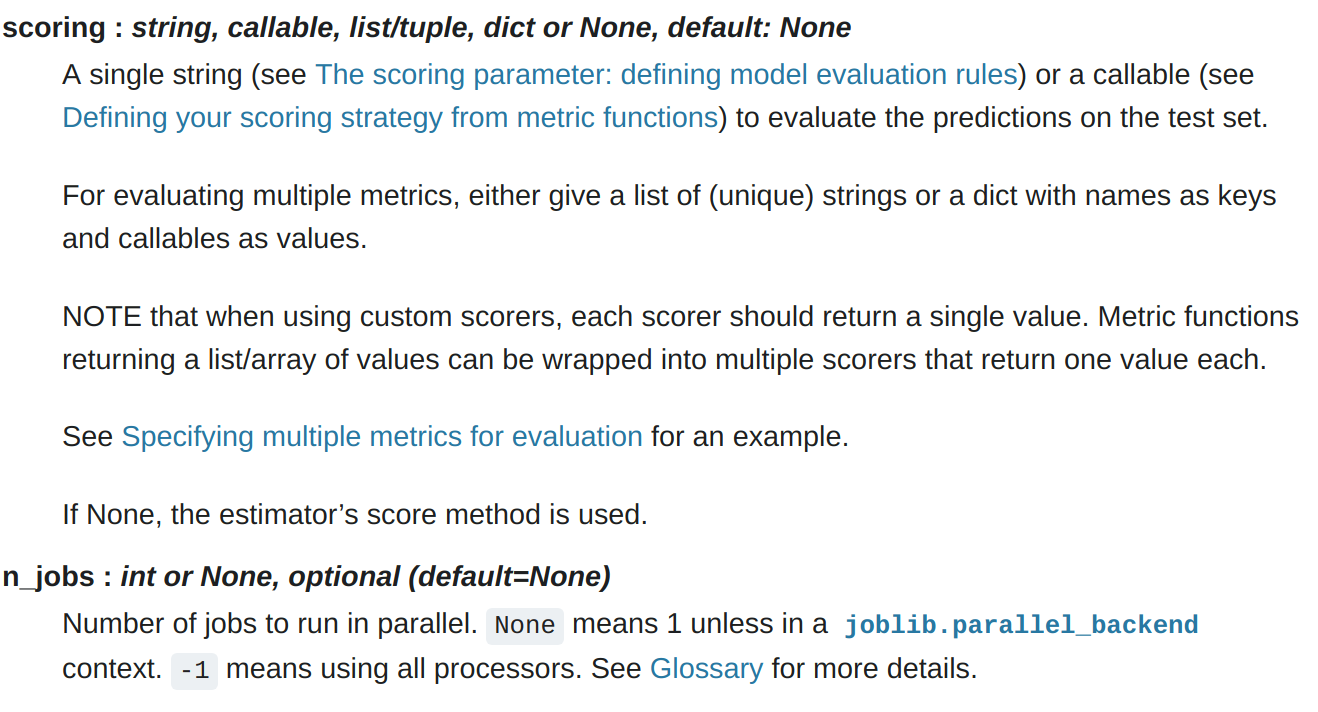 scoring : string, callable, list/tuple, dict or None, default: None
A single string (see The scoring parameter: defining model evaluation rules) or a callable (see
Defining your scoring strategy from metric functions) to evaluate the predictions on the test set.
For evaluating multiple metrics, either give a list of (unique) strings or a dict with names as keys
and callables as values.
NOTE that when using custom scorers, each scorer should return a single value. Metric functions
returning a list/array of values can be wrapped into multiple scorers that return one value each.
See Specifying multiple metrics for evaluation for an example.
If None, the estimator’s score method is used.
n_jobs : int or None, optional (default=None)
Number of jobs to run in parallel. None means 1 unless in a joblib.parallel_backend
context. -1 means using all processors. See Glossary for more details.